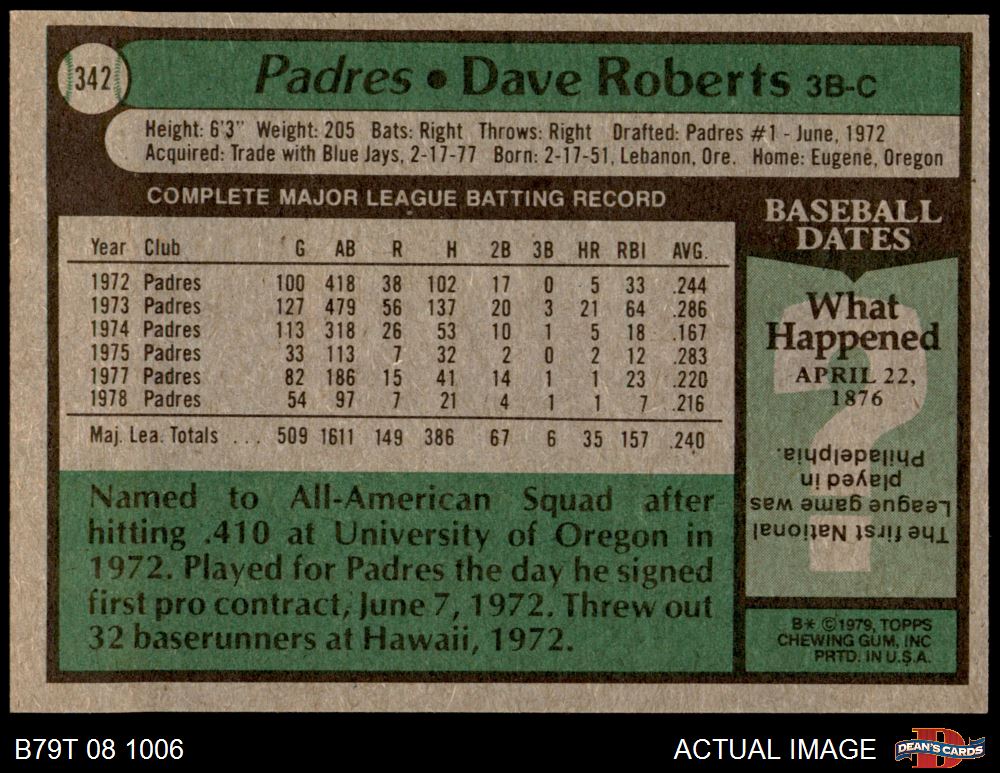 342
Padres • Dave Roberts 3B-C
Height: 6'3" Weight: 205 Bats: Right Throws: Right Drafted: Padres #1 - June, 1972
Acquired: Trade with Blue Jays, 2-17-77 Born: 2-17-51, Lebanon, Ore. Home: Eugene, Oregon
COMPLETE MAJOR LEAGUE BATTING RECORD
Year Club G AB R H 2B 3B HR RBI AVG.
1972 Padres 100 418 38 102 17 0 5 33 .244
1973 Padres 127 479 56 137 20 3 21 64 .286
1974 Padres 113 318 26 53 10 1 5 18 .167
1975 Padres 33 113 7 32 2 0 2 12 .283
1977 Padres 82 186 15 41 14 1 1 23 .220
1978 Padres 54 97 7 21 4 1 1 7 .216
Maj. Lea. Totals ... 509 1611 149 386 67 6 35 157 .240
Named to All-American Squad after
hitting .410 at University of Oregon in
1972. Played for Padres the day he signed
first pro contract, June 7, 1972. Threw out
32 baserunners at Hawaii, 1972.
BASEBALL
DATES
What
Happened
APRIL 22,
1876
The first National
League game was
played in
Philadelphia.
B* ©1979, TOPPS
CHEWING GUM, INC
PRTD. IN U.S.A.
B79T 08 1006
ACTUAL IMAGE
D
DEAN'S CARDS